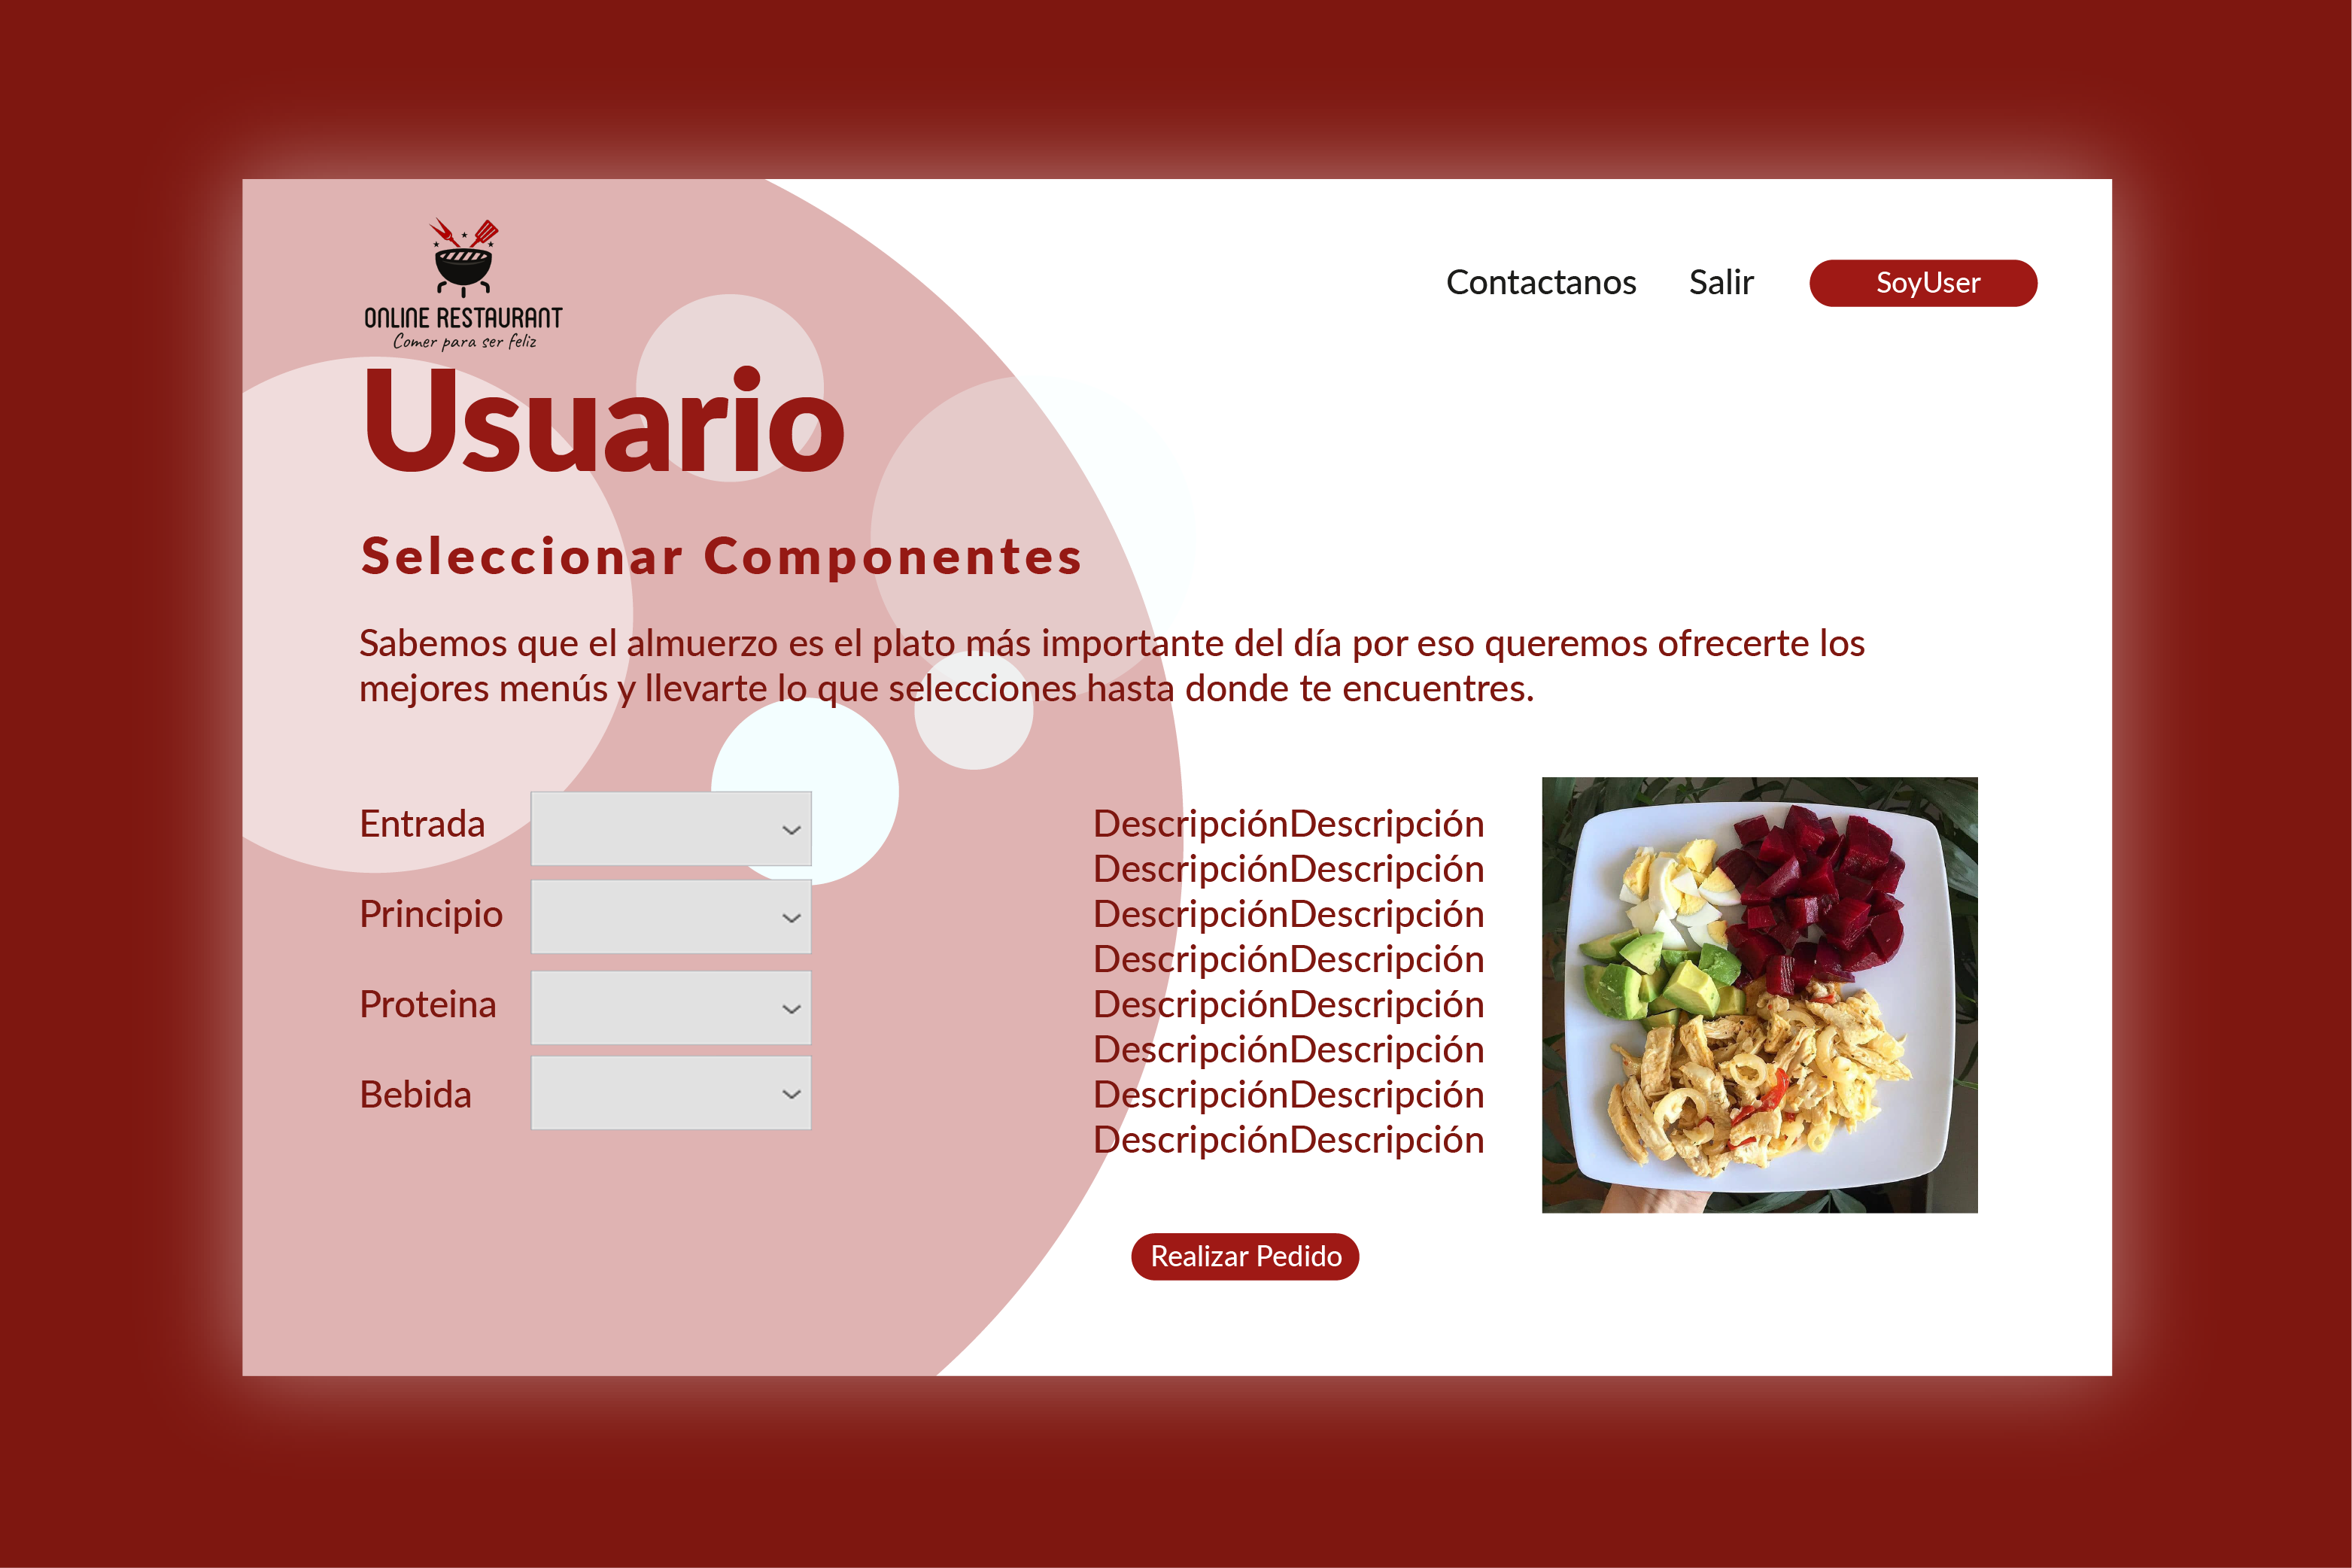 ONLINE RESTAURANT
Comer para ser feliz
Contactanos
Salir
SoyUser
Usuario
Seleccionar Componentes
Sabemos que el almuerzo es el plato más importante del día por eso queremos ofrecerte los
mejores menús y llevarte lo que selecciones hasta donde te encuentres.
Entrada
Principio
Proteina
Bebida
DescripciónDescripción
DescripciónDescripción
DescripciónDescripción
DescripciónDescripción
DescripciónDescripción
DescripciónDescripción
DescripciónDescripción
DescripciónDescripción
Realizar Pedido